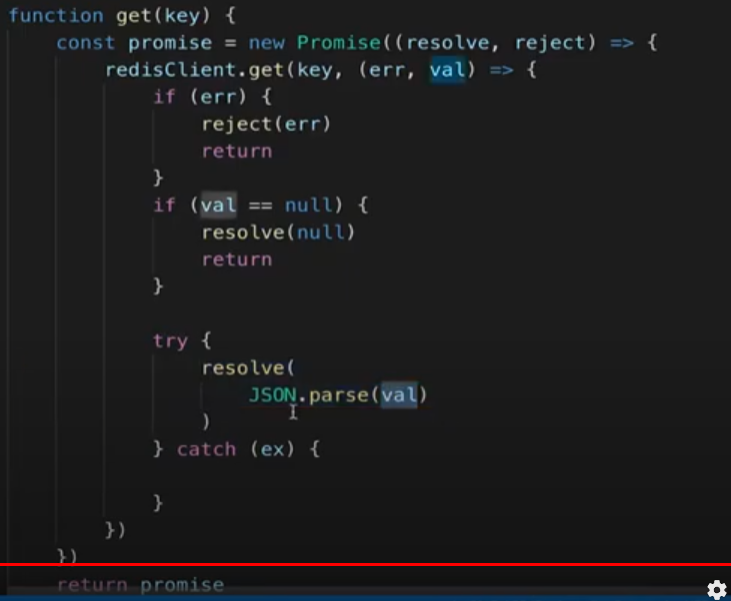 function get(key) {
    const promise = new Promise((resolve, reject) => {
        redisClient.get(key, (err, val) => {
            if (err) {
                reject(err)
                return
            }
            if (val == null) {
                resolve(null)
                return
            }

            try {
                resolve(
                    JSON.parse(val)
                )
            } catch (ex) {

            }
        })
    })
    return promise